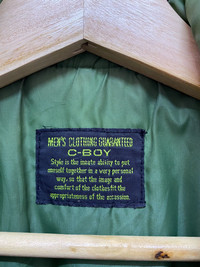 MEN'S CLOTHING GUARANTEED
C-BOY
Style is the innate ability to put
oneself together in a very personal
way, so that the image and
comfort of the clothes fit the
appropriateness of the occasion.